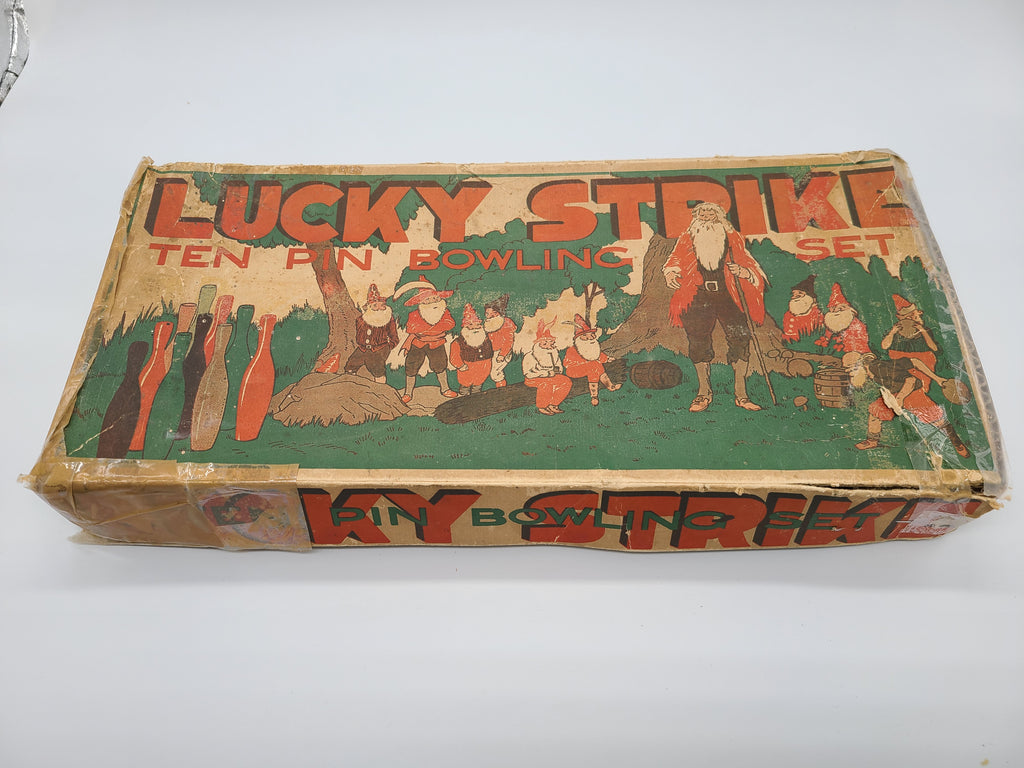 LUCKY STRIKE
TEN PIN BOWLING SET
KY STRIKE
PIN BOWLING SET